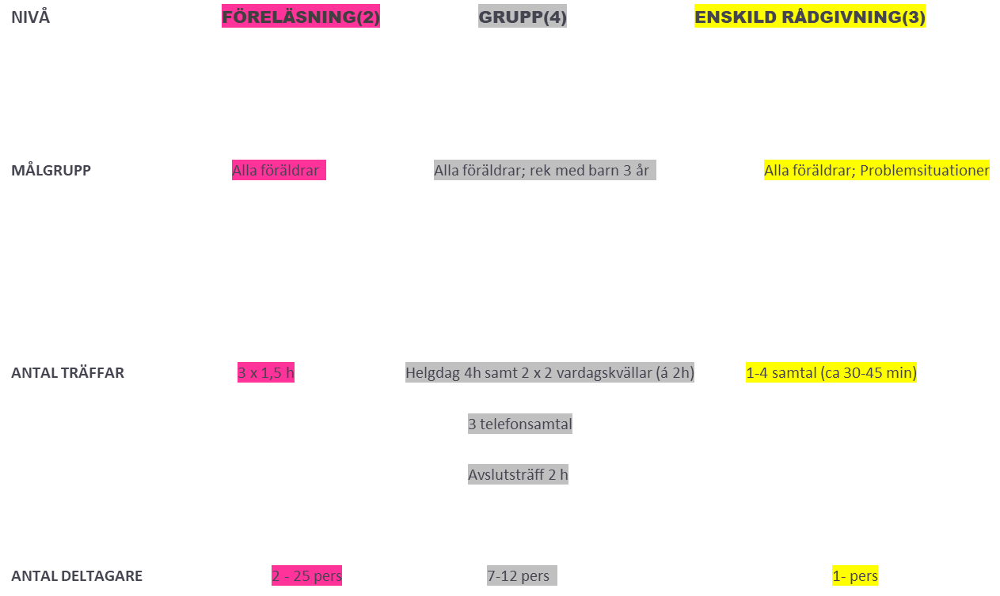 NIVÅ FÖRELÄSNING(2) GRUPP(4) ENSKILD RÅDGIVNING(3)
MÅLGRUPP Alla föräldrar Alla föräldrar; rek med barn 3 år Alla föräldrar; Problemsituationer
ANTAL TRÄFFAR 3 x 1,5 h Helgdag 4h samt 2 x 2 vardagskvällar (á 2h) 1-4 samtal (ca 30-45 min)
3 telefonsamtal
Avslutsträff 2 h
ANTAL DELTAGARE 2 - 25 pers 7-12 pers 1- pers